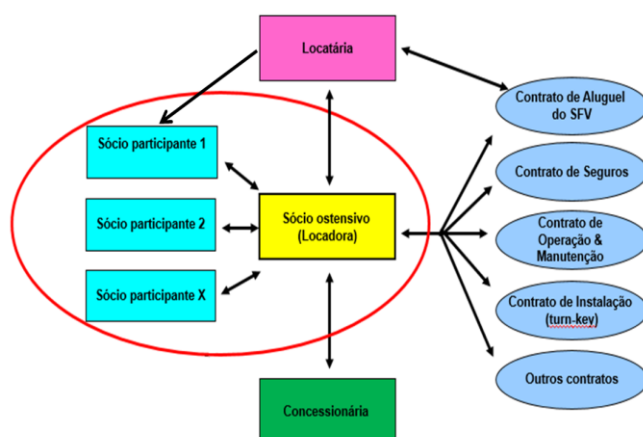 Locatária
Contrato de Aluguel
do SFV
Sócio participante 1
Contrato de Seguros
Sócio participante 2
Sócio ostensivo
(Locadora)
Contrato de
Operação &
Manutenção
Sócio participante X
Contrato de Instalação
(turn-key)
Outros contratos
Concessionária